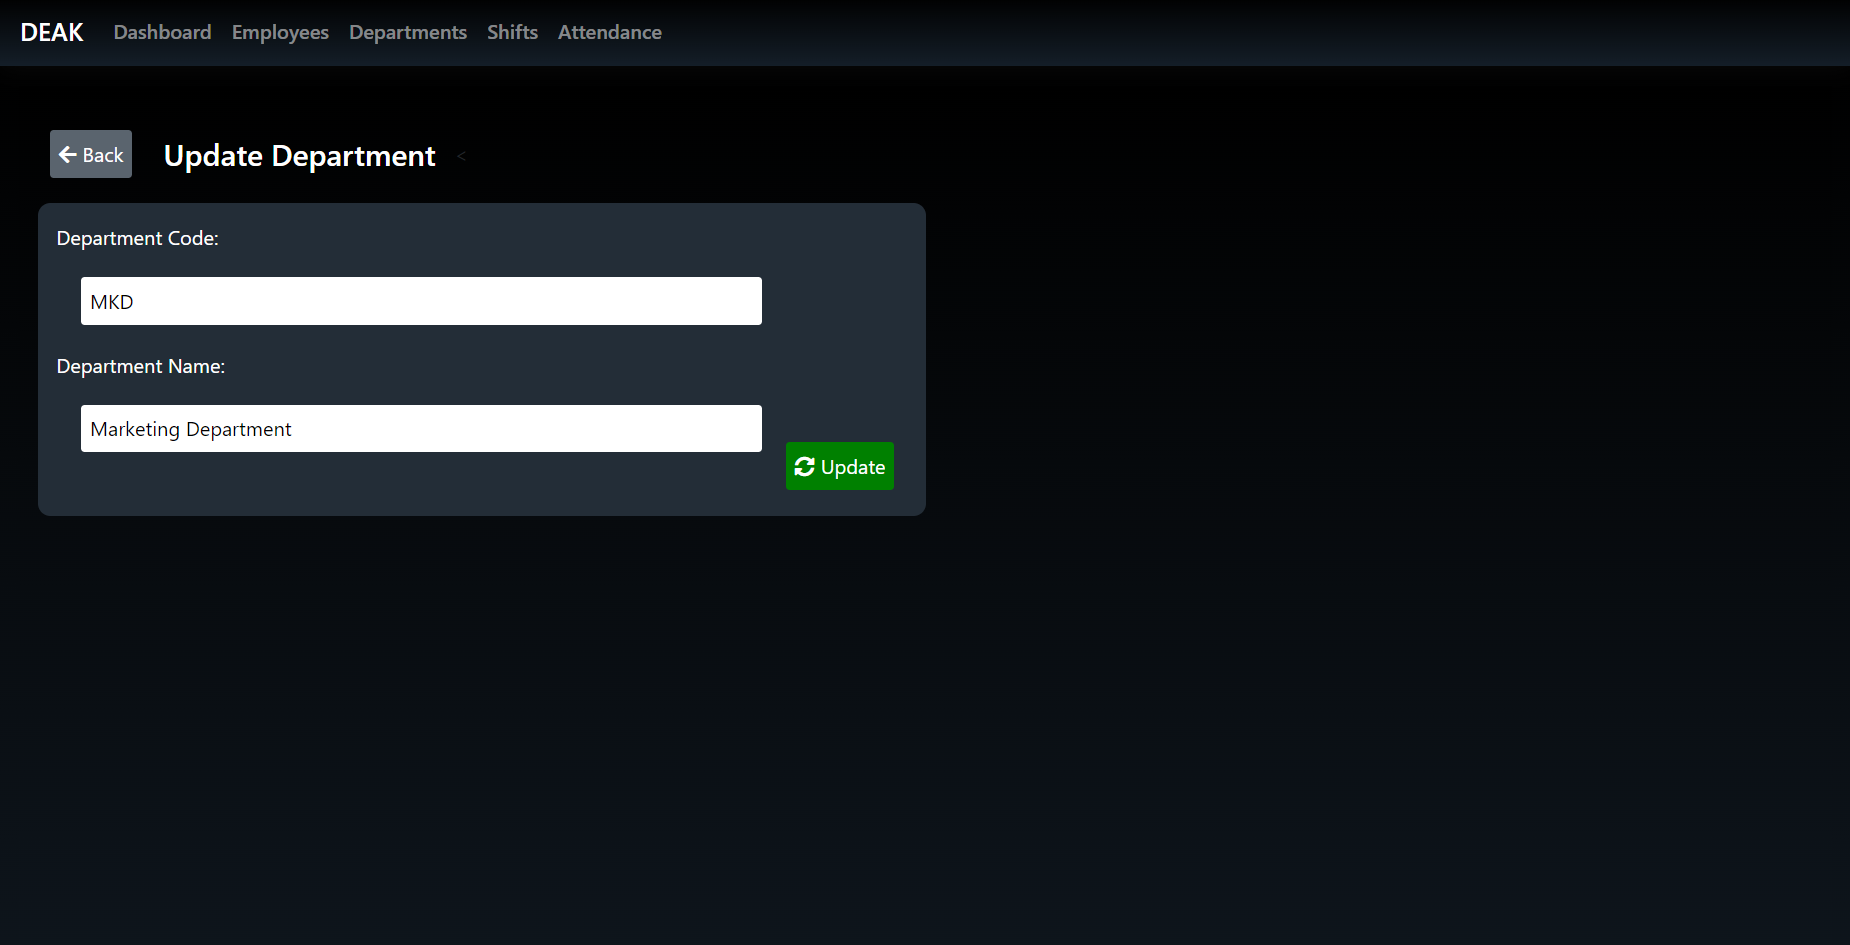 DEAK Dashboard Employees Departments Shifts Attendance
Back Update Department <
Department Code:
MKD
Department Name:
Marketing Department
Update